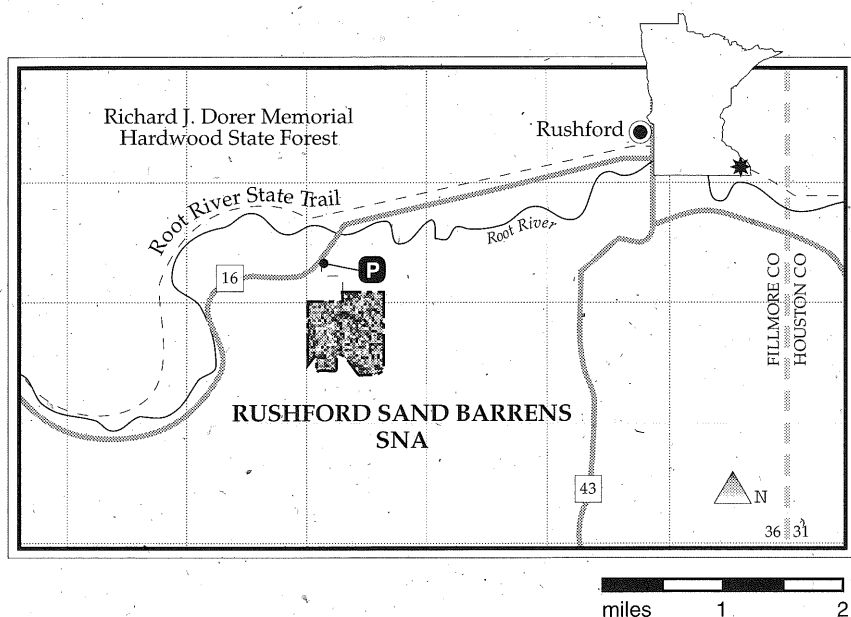 Richard J. Dorer Memorial
Hardwood State Forest
Rushford
Root River State Trail
Root River
P
16
FILLMORE CO
HOUSTON CO
RUSHFORD SAND BARRENS
SNA
43
N
36 31
miles 1 2